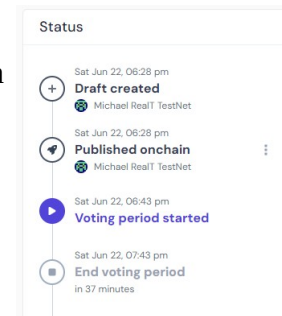 Status
Sat Jun 22, 06:28 pm
Draft created
Michael RealT TestNet
Sat Jun 22, 06:28 pm
Published onchain
Michael RealT TestNet
Sat Jun 22, 06:43 pm
Voting period started
Sat Jun 22, 07:43 pm
End voting period
in 37 minutes